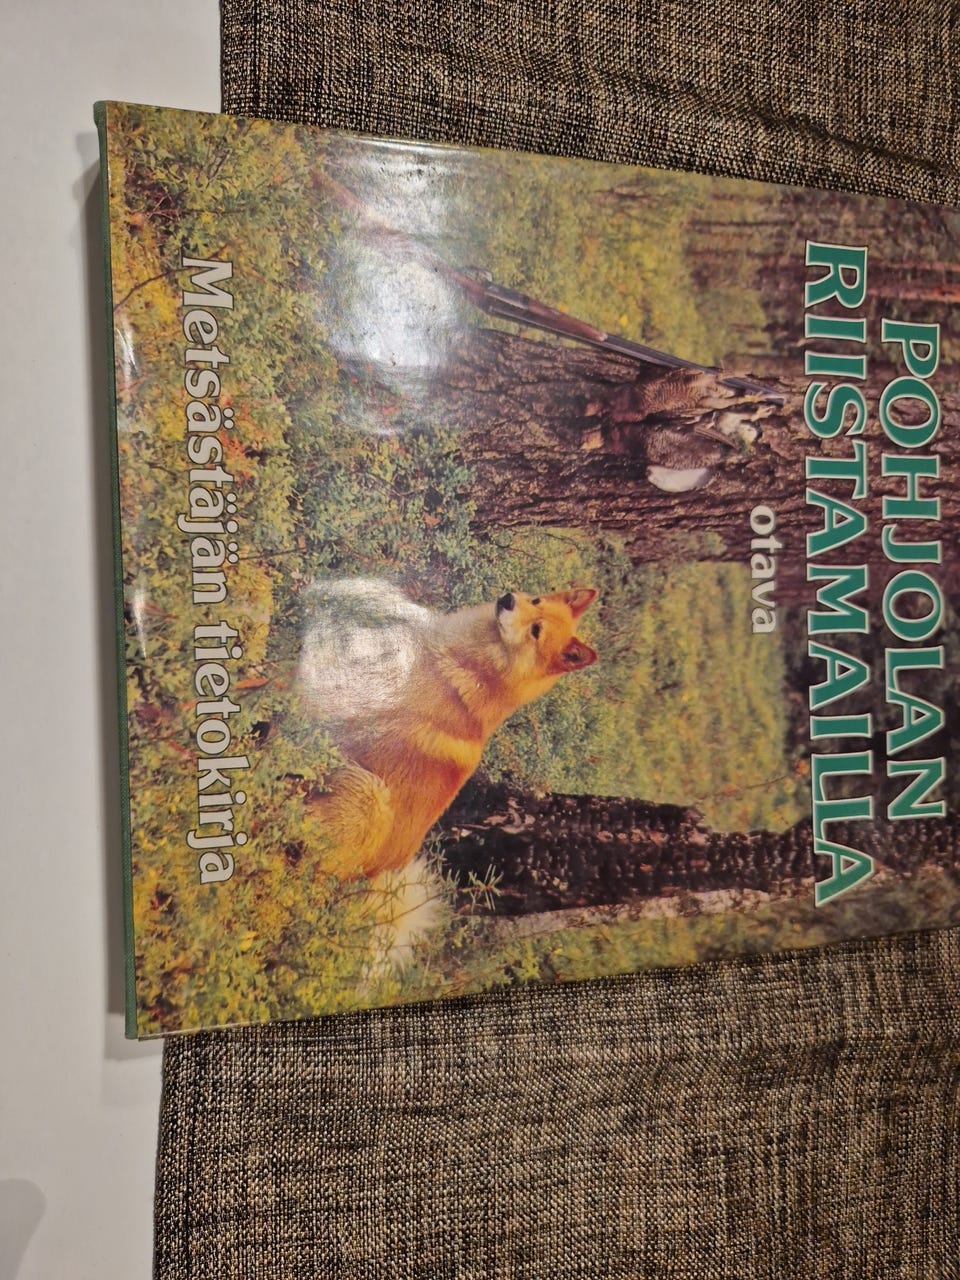 POHJOLAN
RIISTAMAILLA
otava
Metsästäjän tietokirja